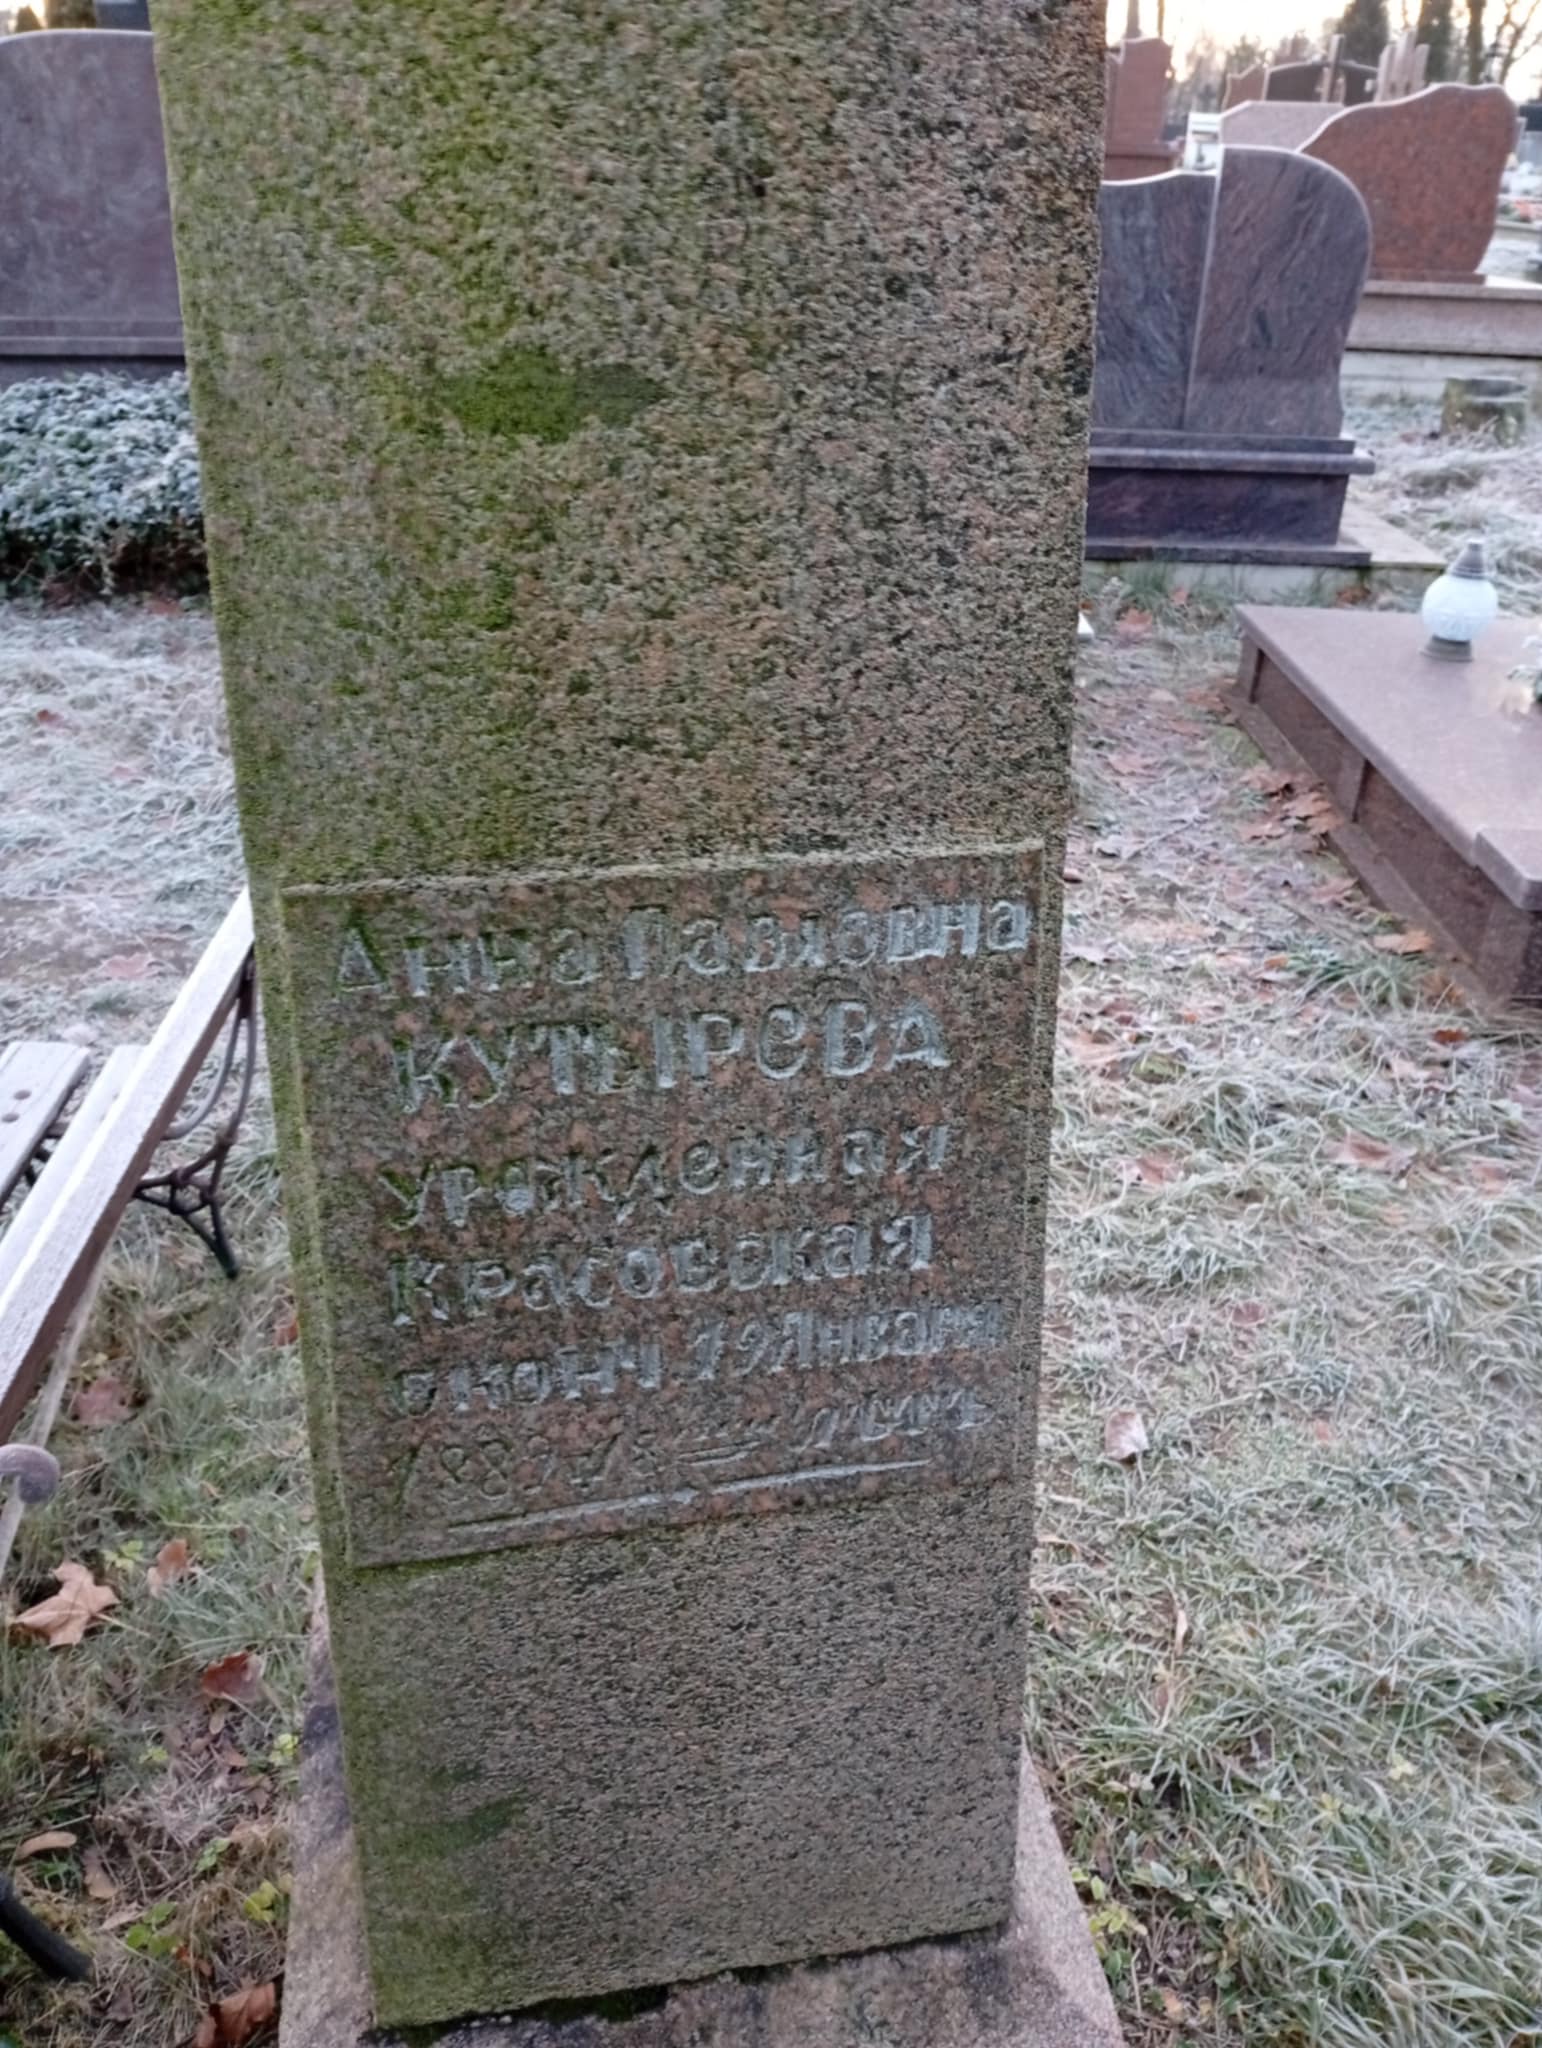 Анна Павловна
КУТЫРЕВА
урожденная
Красовская
сконч 19 Января